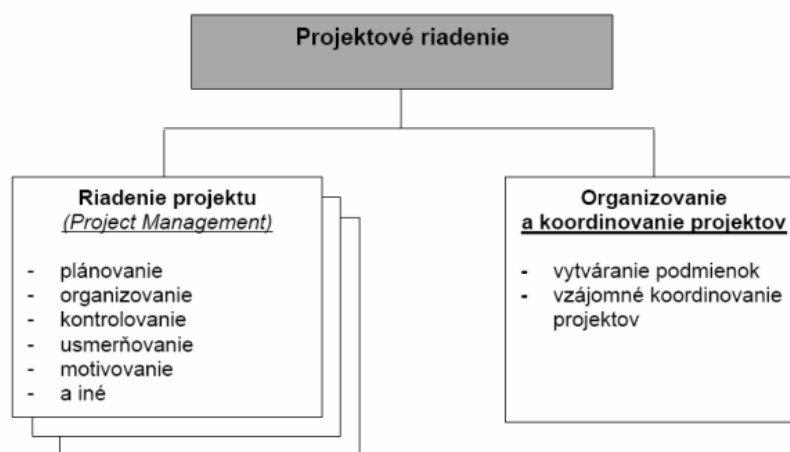 Projektové riadenie
Riadenie projektu
(Project Management)
- plánovanie
- organizovanie
- kontrolovanie
- usmerňovanie
- motivovanie
- a iné
Organizovanie
a koordinovanie projektov
- vytváranie podmienok
- vzájomné koordinovanie
projektov